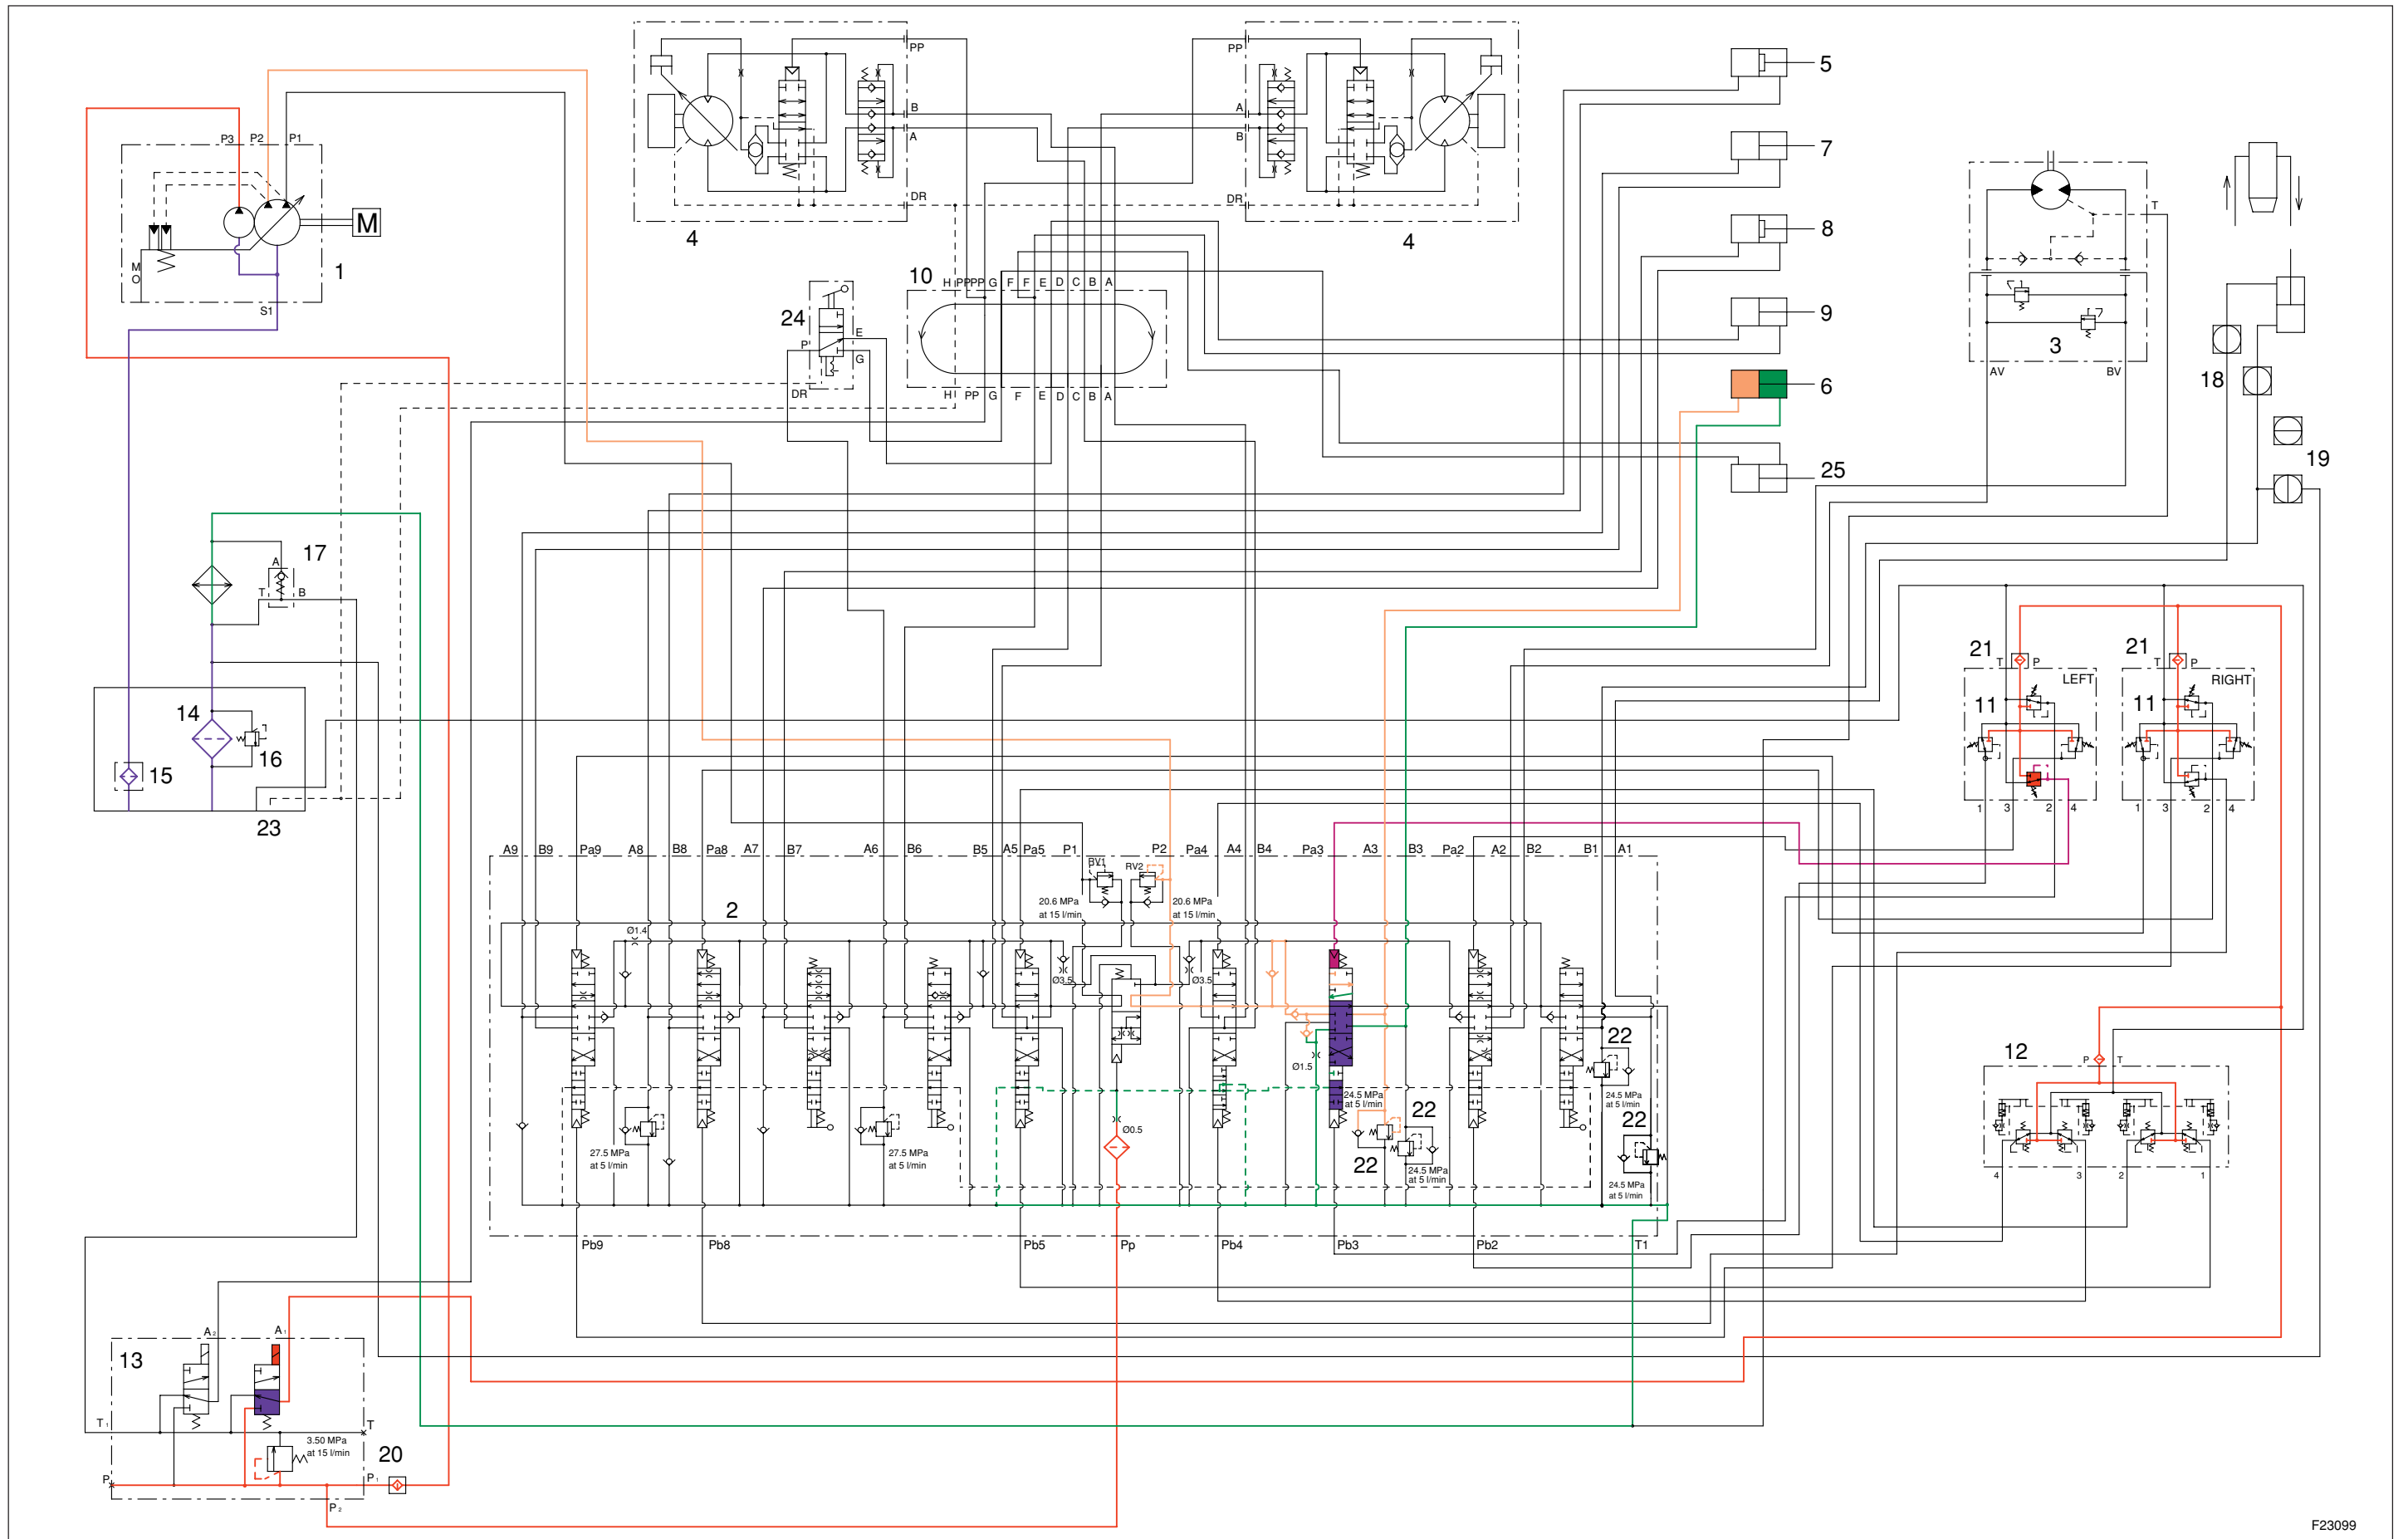 PP
PP
5
B
A
A
B
7
P3
P2
P1
M
DR
DR
T
8
4
4
1
M
O
S1
10
H
PP
PP
G
F
F
E
D
C
B
A
9
24
E
P
G
3
AV
BV
18
6
DR
H
PP
G
F
E
D
C
B
A
19
25
17
A
T
B
21
T
P
LEFT
21
T
P
RIGHT
11
11
14
16
15
23
1
3
2
4
1
3
2
4
A9
B9
Pa9
A8
B8
Pa8
A7
B7
A6
B6
B5
A5
Pa5
P1
P2
Pa4
A4
B4
Pa3
A3
B3
Pa2
A2
B2
B1
A1
RV1
RV2
2
20.6 MPa
at 15 l/min
20.6 MPa
at 15 l/min
Ø1.4
Ø3.5
Ø3.5
22
12
P
T
Ø1.5
24.5 MPa
at 5 l/min
22
24.5 MPa
at 5 l/min
22
Ø0.5
27.5 MPa
at 5 l/min
27.5 MPa
at 5 l/min
22
24.5 MPa
at 5 l/min
24.5 MPa
at 5 l/min
4
3
2
1
Pb9
Pb8
Pb5
Pp
Pb4
Pb3
Pb2
T1
13
A2
A1
T1
T
3.50 MPa
at 15 l/min
20
P
P1
P2
F23099